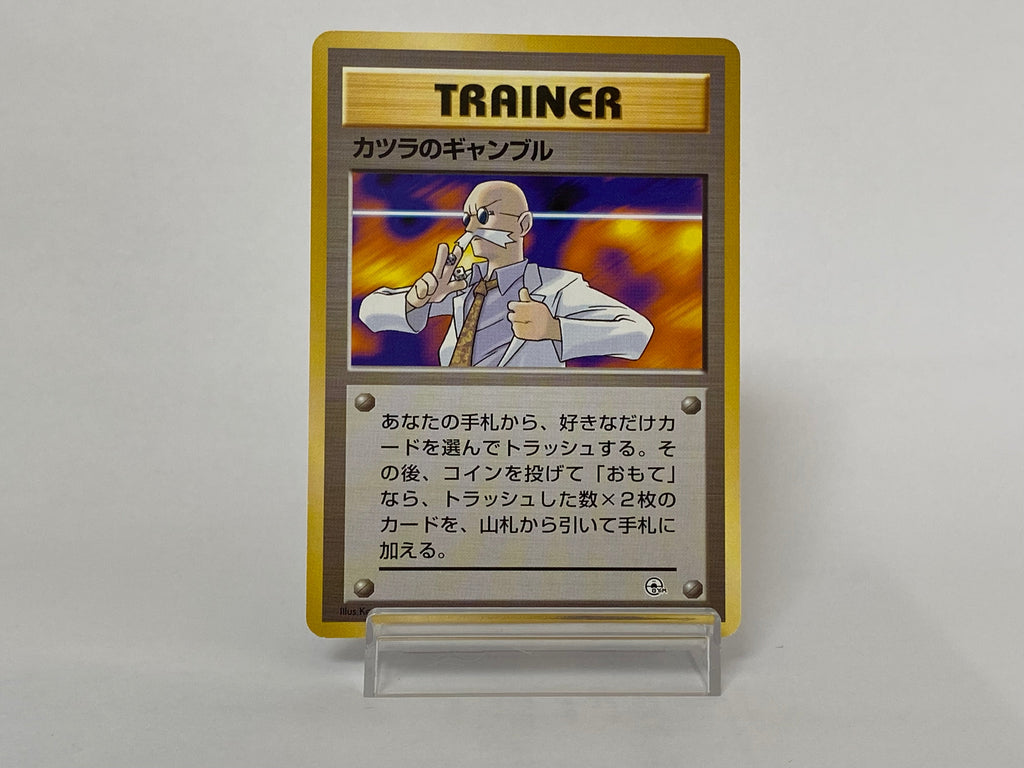 TRAINER
カツラのギャンブル
あなたの手札から、好きなだけカ
ードを選んでトラッシュする。そ
の後、コインを投げて「おもて」
なら、トラッシュした数×2枚の
カードを、山札から引いて手札に
加える。
Illus.